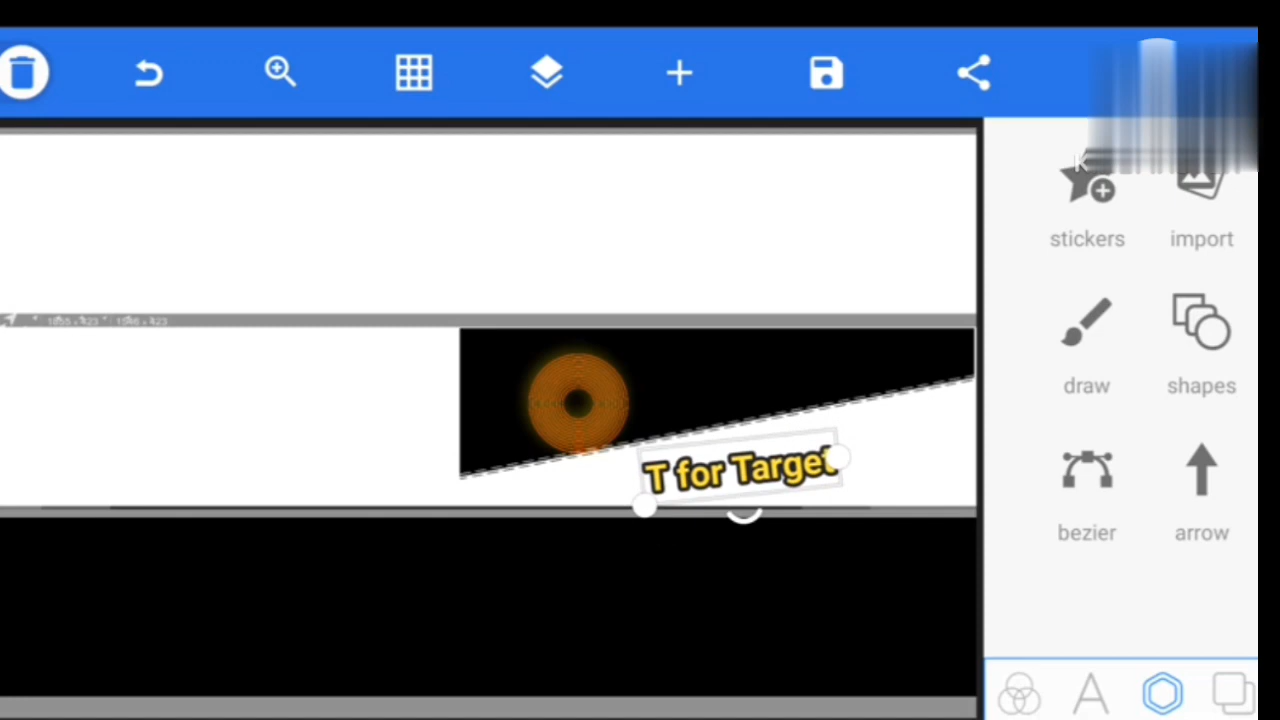 K
stickers
import
draw
shapes
T for Target
bezier
arrow